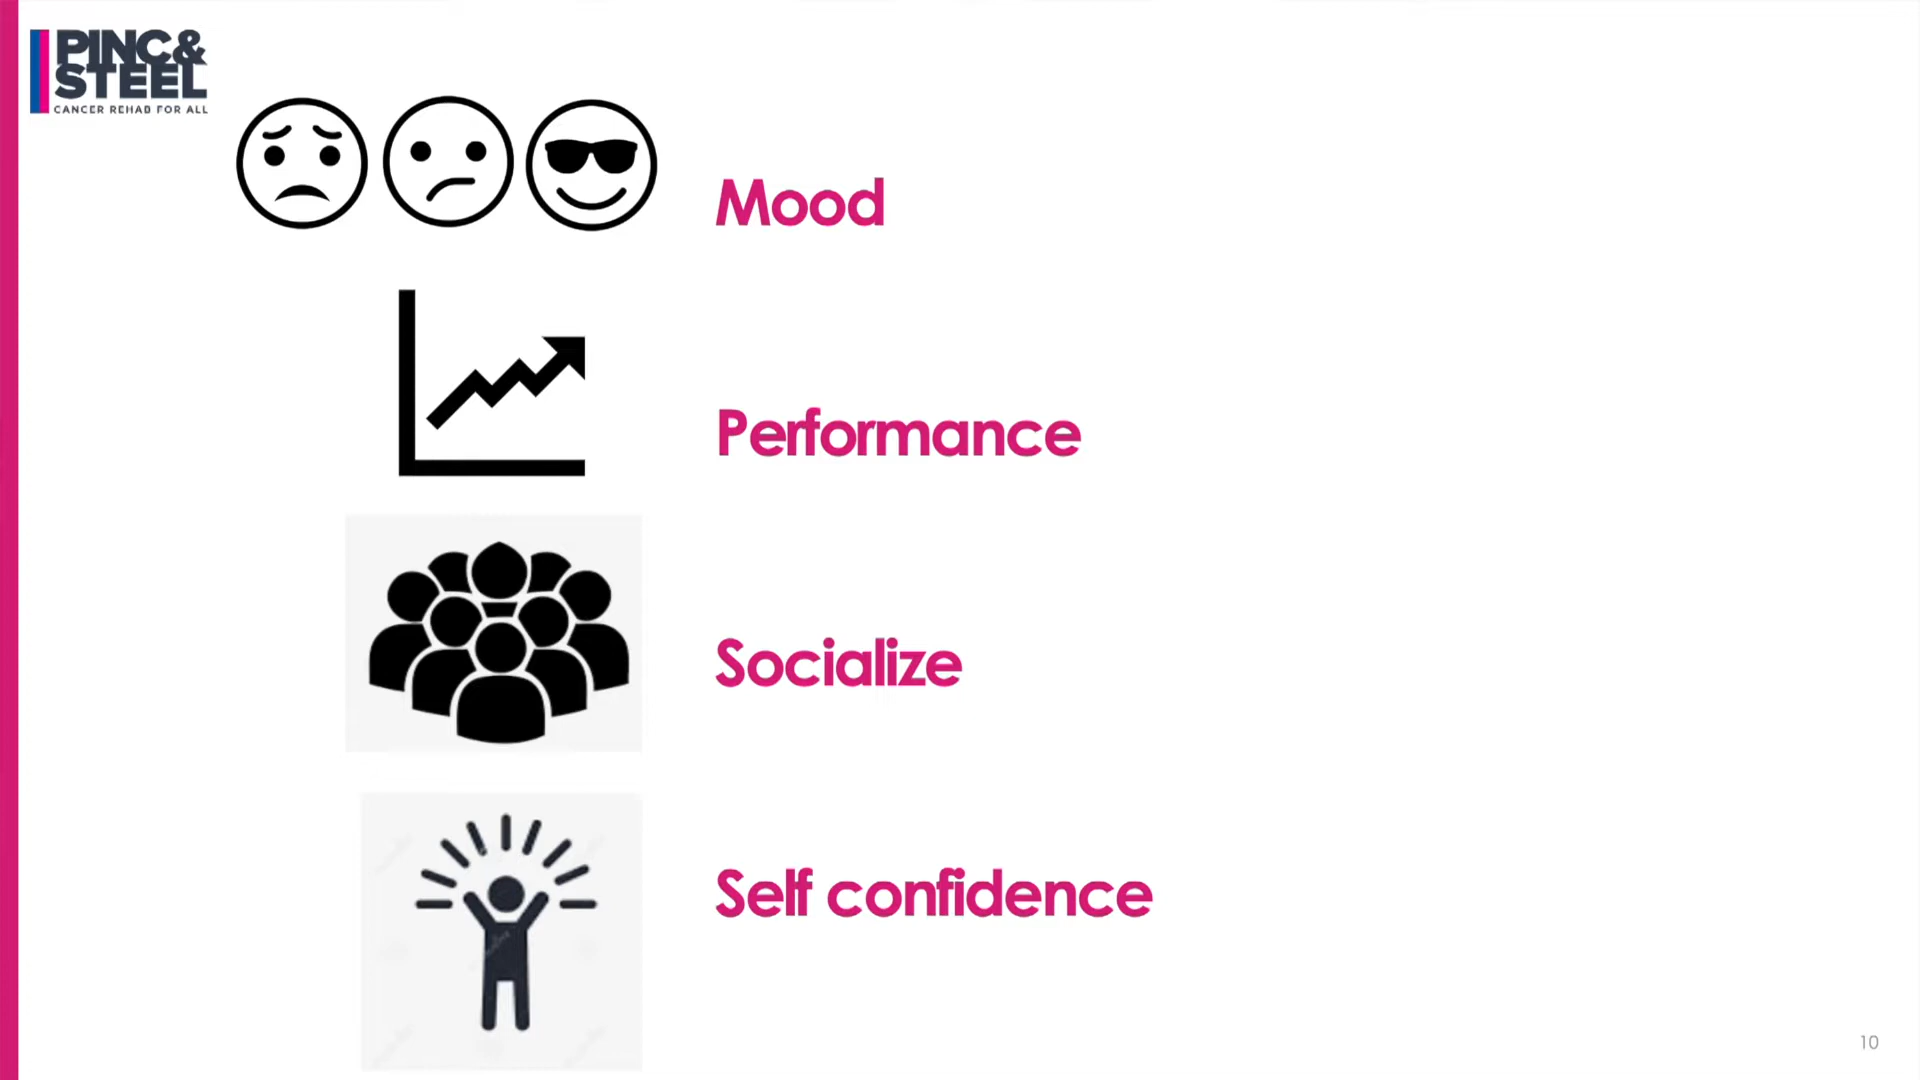 PINC&
STEEL
CANCER REHAB FOR ALL
Mood
Performance
Socialize
Self confidence
10